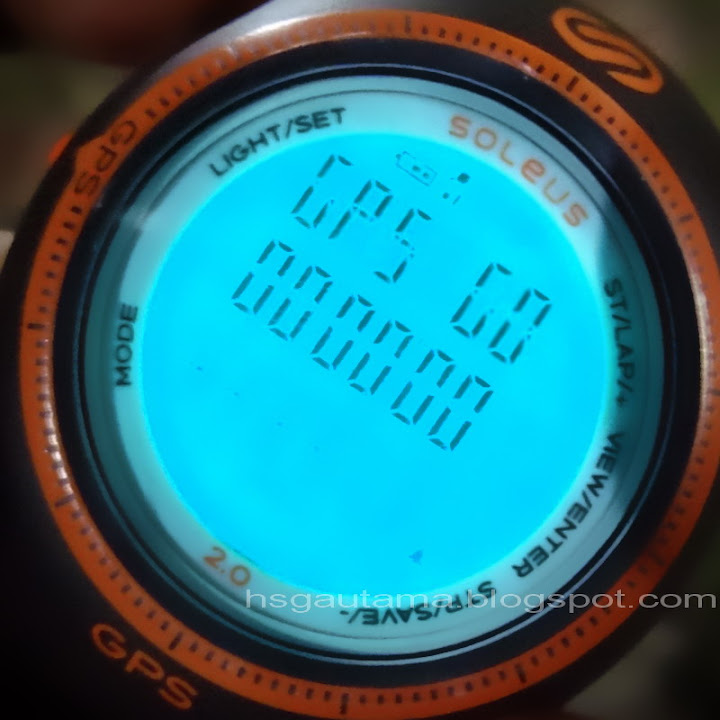 LIGHT/SET
SOLEUS
GPS
GPS GO
000000
MODE
ST/LAP/+
VIEW/ENTER
STP/SAVE/-
2.0
GPS
hsgautama.blogspot.com